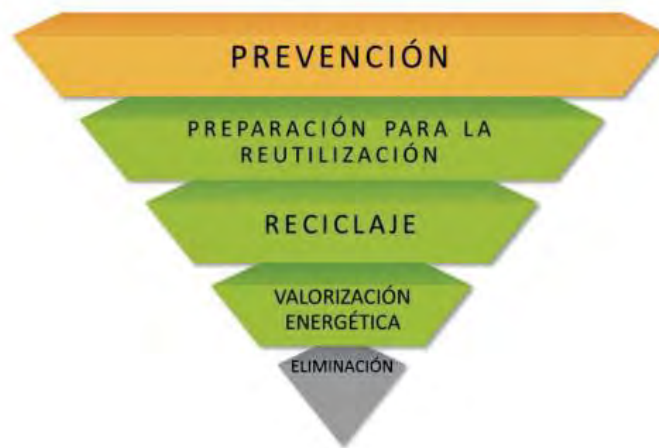 PREVENCIÓN
PREPARACIÓN PARA LA
REUTILIZACIÓN
RECICLAJE
VALORIZACIÓN
ENERGÉTICA
ELIMINACIÓN